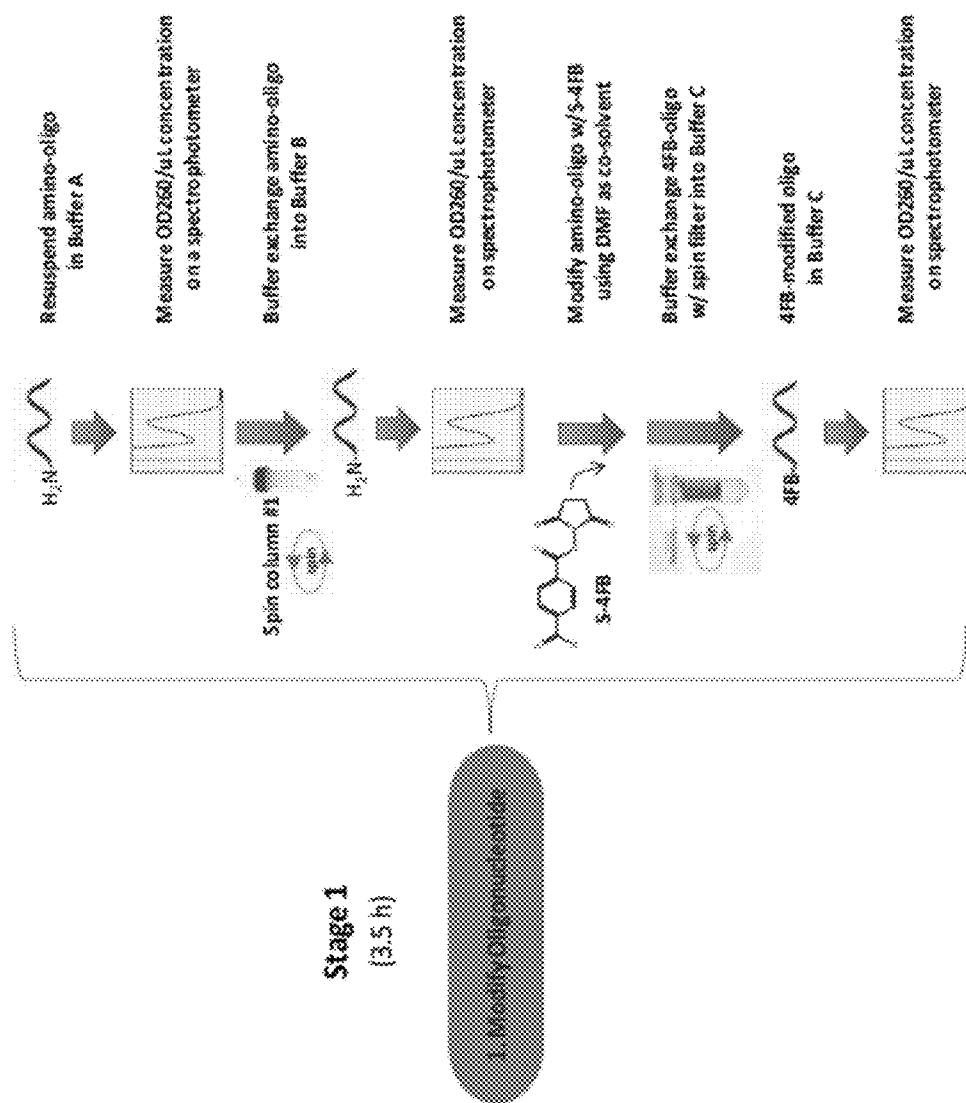 Stage 1
(3.5 h)
1. Modify Oligonucleotide
H₂N
Resuspend amino-oligo
in Buffer A
Measure OD260/uL concentration
on a spectrophotometer
Spin column #1
spin
Buffer exchange amino-oligo
into Buffer B
H₂N
Measure OD260/uL concentration
on spectrophotometer
S-4FB
Modify amino-oligo w/S-4FB
using DMF as co-solvent
spin
Buffer exchange 4FB-oligo
w/ spin filter into Buffer C
4FB
4FB-modified oligo
in Buffer C
Measure OD260/uL concentration
on spectrophotometer